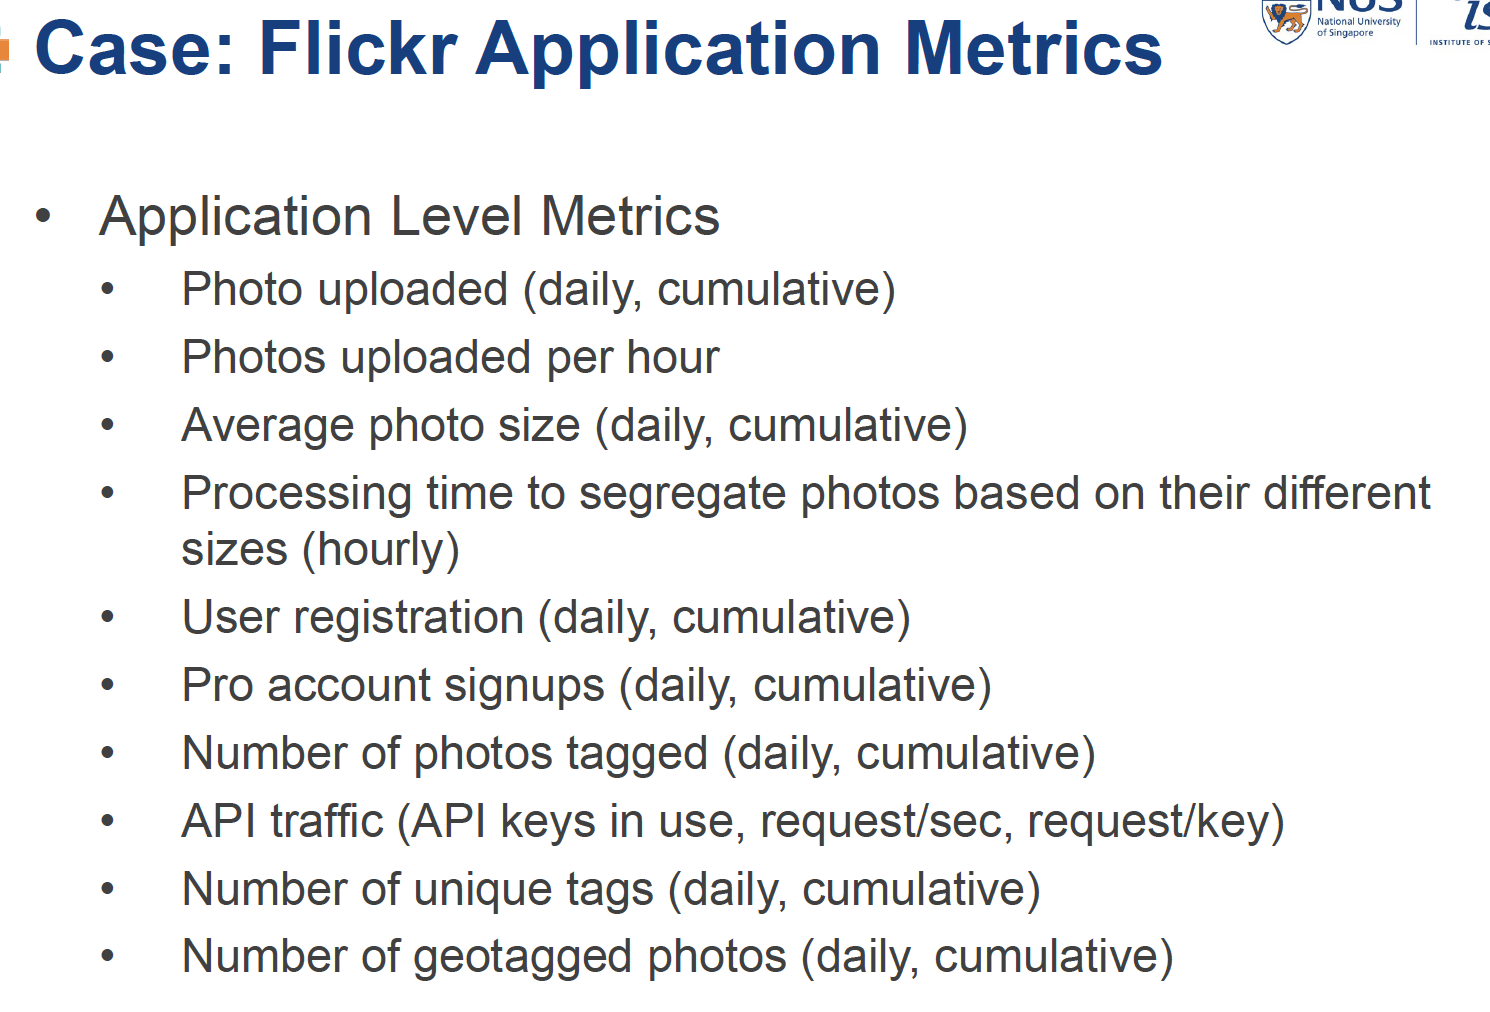 Case: Flickr Application Metrics
National University
of Singapore
• Application Level Metrics
• Photo uploaded (daily, cumulative)
• Photos uploaded per hour
• Average photo size (daily, cumulative)
• Processing time to segregate photos based on their different
sizes (hourly)
• User registration (daily, cumulative)
• Pro account signups (daily, cumulative)
• Number of photos tagged (daily, cumulative)
• API traffic (API keys in use, request/sec, request/key)
• Number of unique tags (daily, cumulative)
• Number of geotagged photos (daily, cumulative)